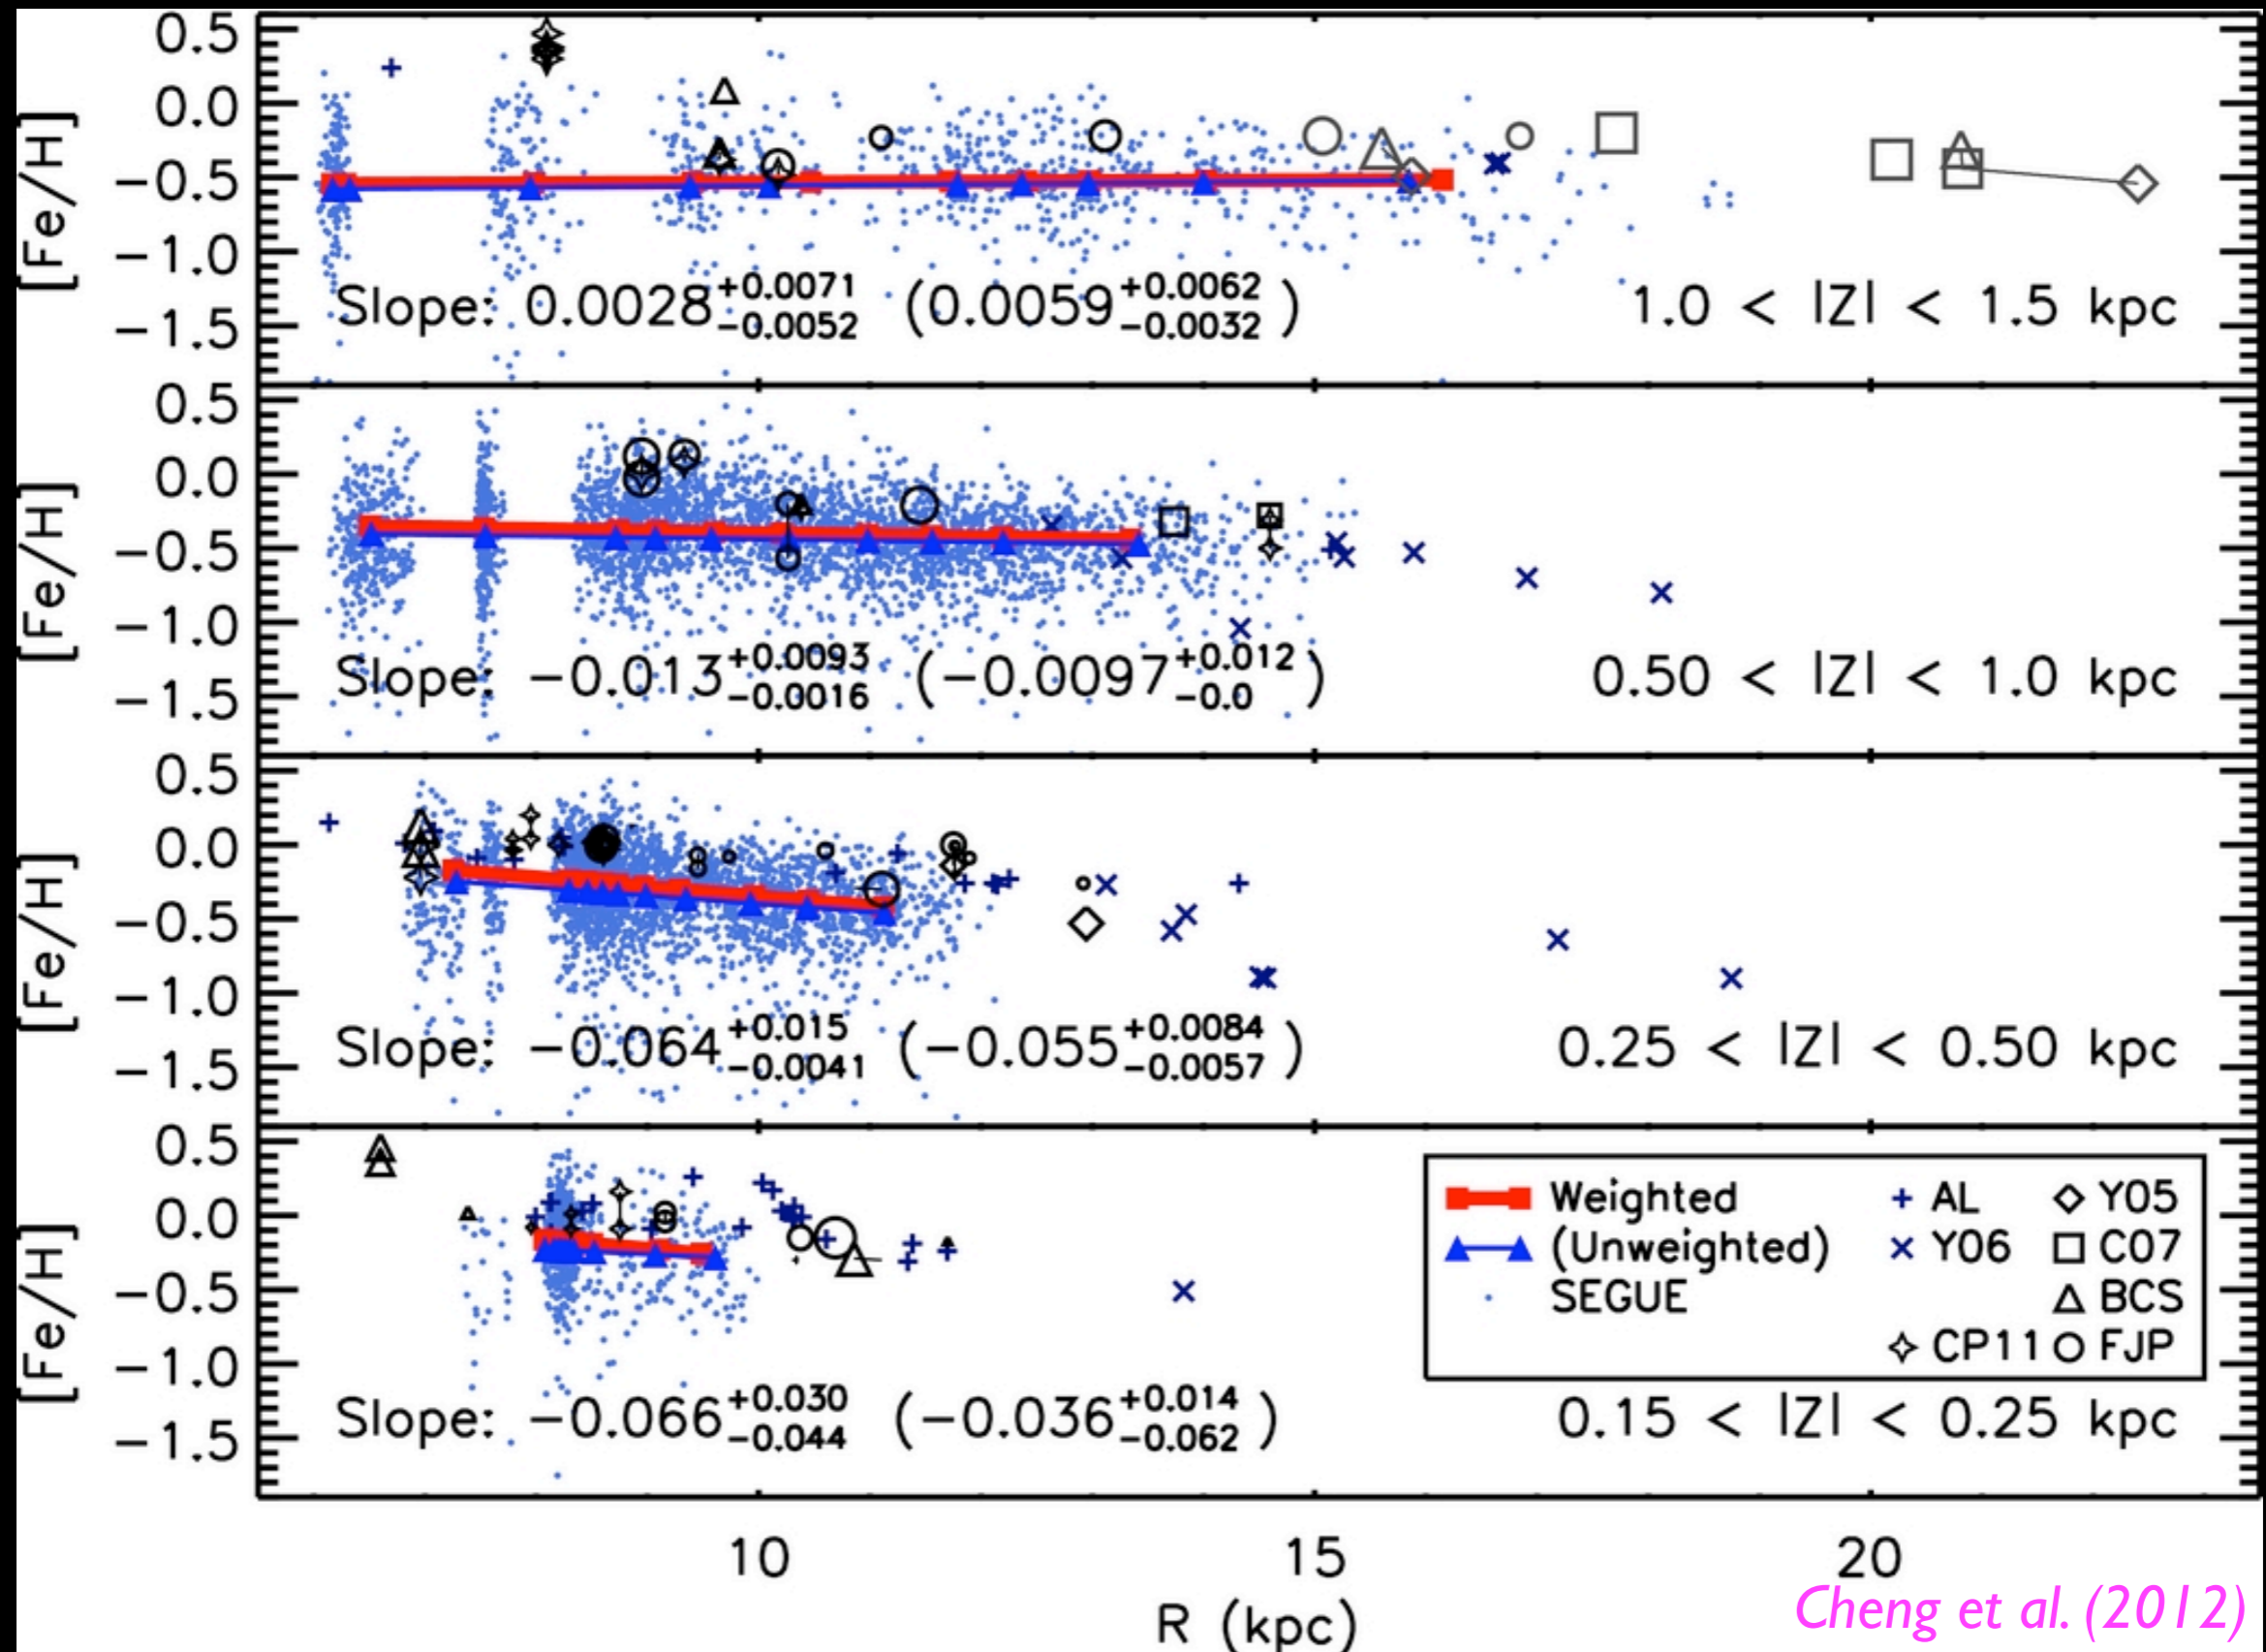 [Fe/H]
0.5
0.0
−0.5
−1.0
−1.5
Slope: 0.0028 +0.0071 −0.0052 (0.0059 +0.0062 −0.0032)
1.0 < |Z| < 1.5 kpc
[Fe/H]
0.5
0.0
−0.5
−1.0
−1.5
Slope: −0.013 +0.0093 −0.0016 (−0.0097 +0.012 −0.0)
0.50 < |Z| < 1.0 kpc
[Fe/H]
0.5
0.0
−0.5
−1.0
−1.5
Slope: −0.064 +0.015 −0.0041 (−0.055 +0.0084 −0.0057)
0.25 < |Z| < 0.50 kpc
[Fe/H]
0.5
0.0
−0.5
−1.0
−1.5
Weighted
(Unweighted)
SEGUE
AL
Y06
CP11
Y05
C07
BCS
FJP
Slope: −0.066 +0.030 −0.044 (−0.036 +0.014 −0.062)
0.15 < |Z| < 0.25 kpc
10 15 20
R (kpc)
Cheng et al. (2012)